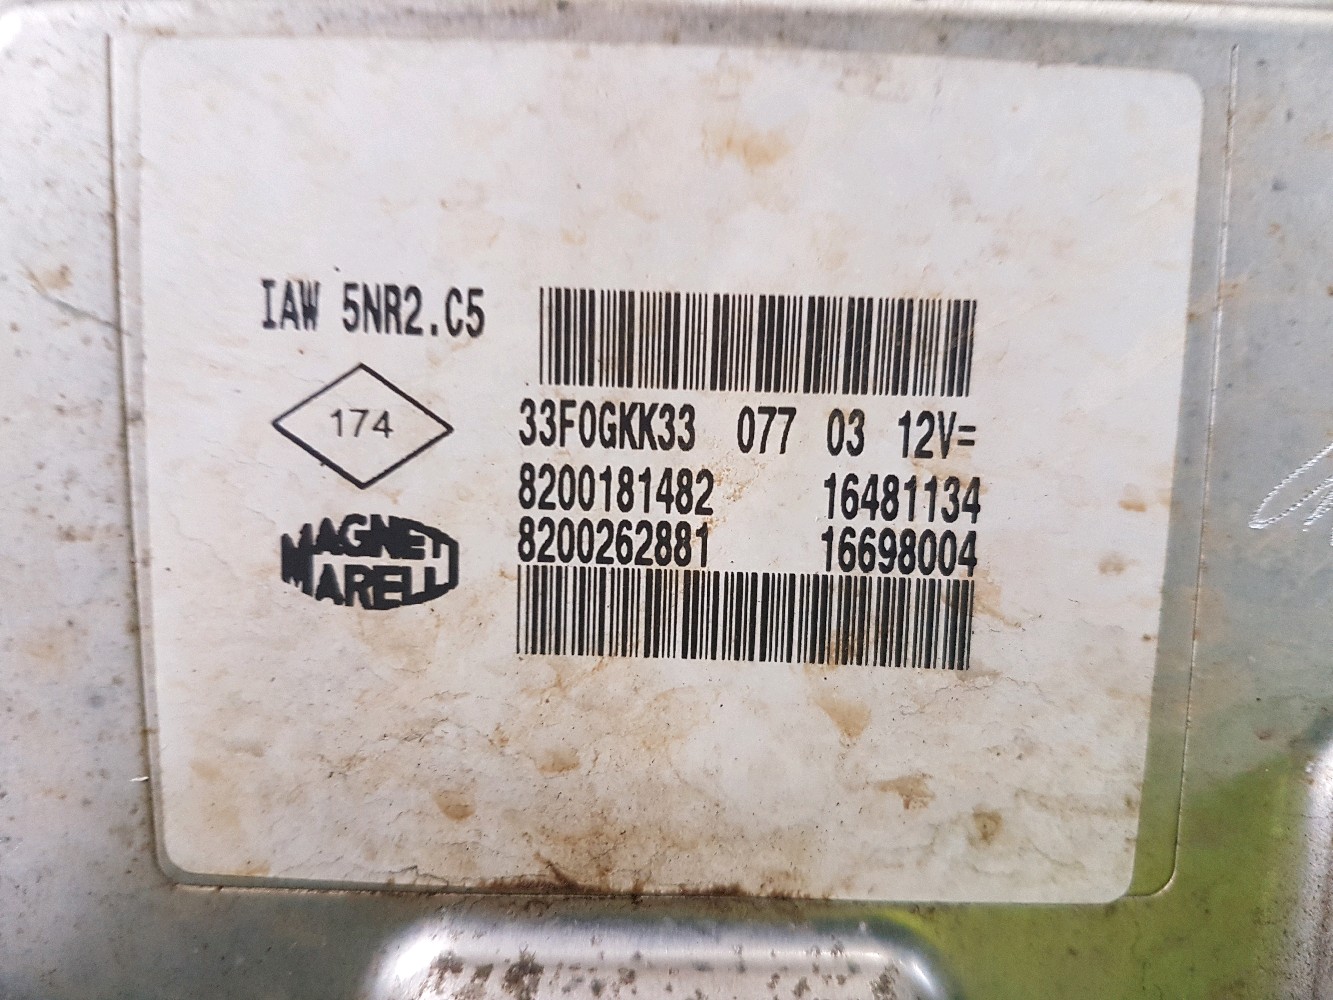 IAW 5NR2.C5
174
MAGNETI
MARELLI
33F0GKK33 077 03 12V=
8200181482 16481134
8200262881 16698004